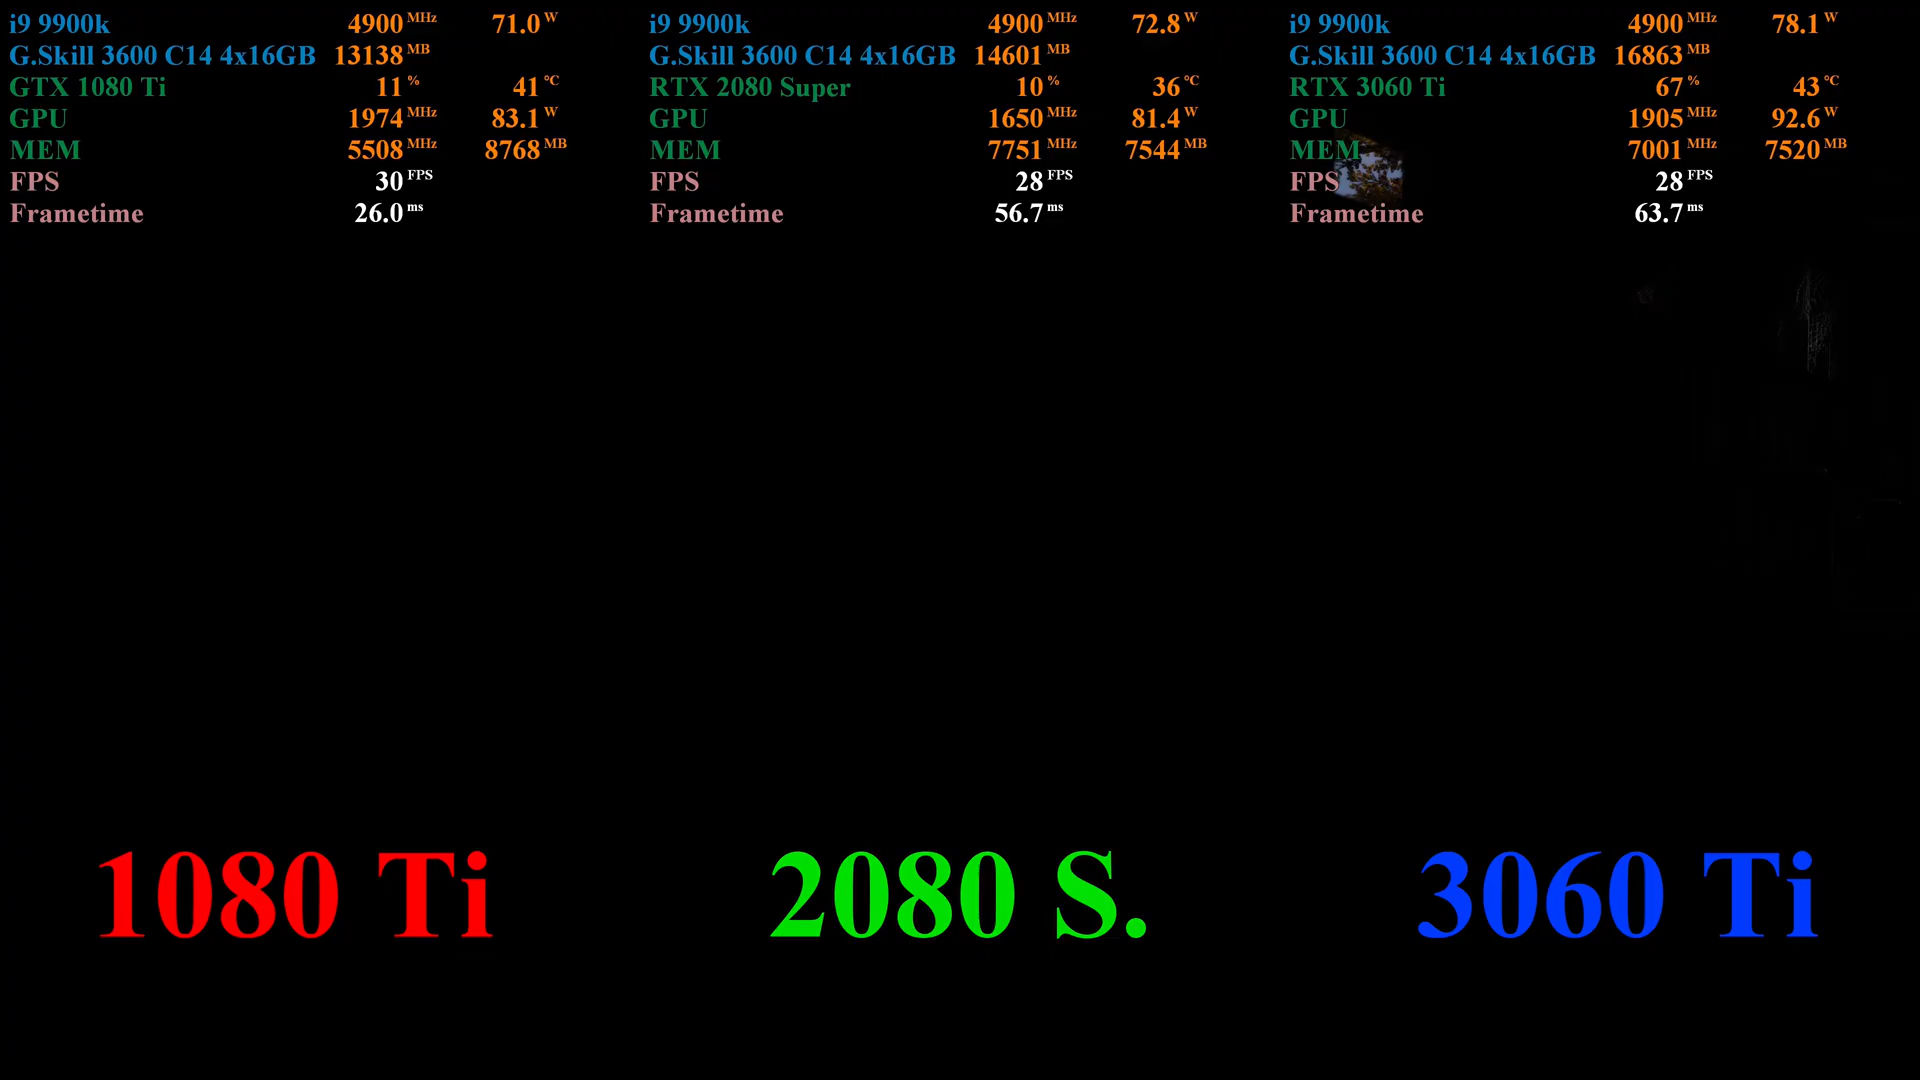 i9 9900k 4900 MHz 71.0 W
G.Skill 3600 C14 4x16GB 13138 MB
GTX 1080 Ti 11 % 41 °C
GPU 1974 MHz 83.1 W
MEM 5508 MHz 8768 MB
FPS 30 FPS
Frametime 26.0 ms
i9 9900k 4900 MHz 72.8 W
G.Skill 3600 C14 4x16GB 14601 MB
RTX 2080 Super 10 % 36 °C
GPU 1650 MHz 81.4 W
MEM 7751 MHz 7544 MB
FPS 28 FPS
Frametime 56.7 ms
i9 9900k 4900 MHz 78.1 W
G.Skill 3600 C14 4x16GB 16863 MB
RTX 3060 Ti 67 % 43 °C
GPU 1905 MHz 92.6 W
MEM 7001 MHz 7520 MB
FPS 28 FPS
Frametime 63.7 ms
1080 Ti
2080 S.
3060 Ti